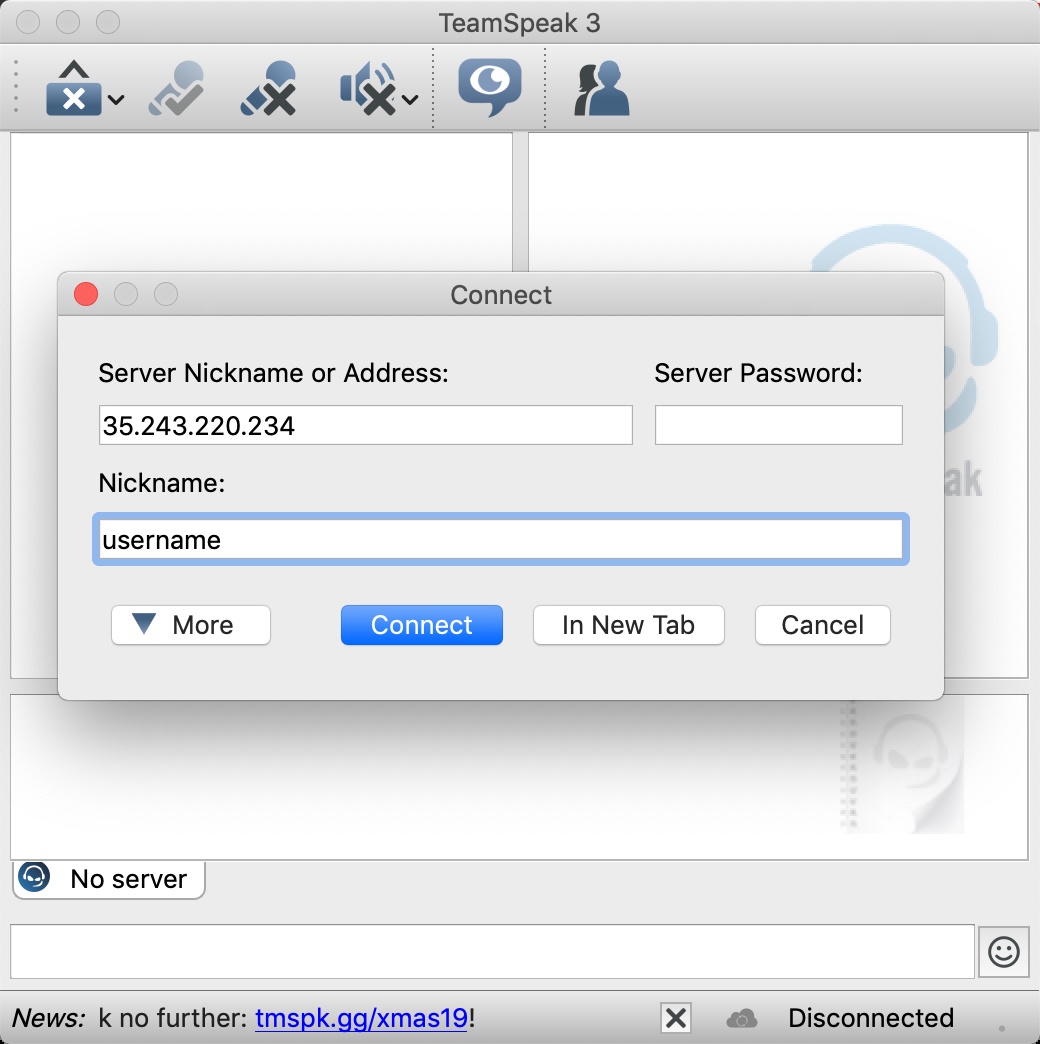 TeamSpeak 3
Connect
Server Nickname or Address:
Server Password:
35.243.220.234
Nickname:
username
More
Connect
In New Tab
Cancel
ak
No server
News: k no further: tmspk.gg/xmas19!
Disconnected